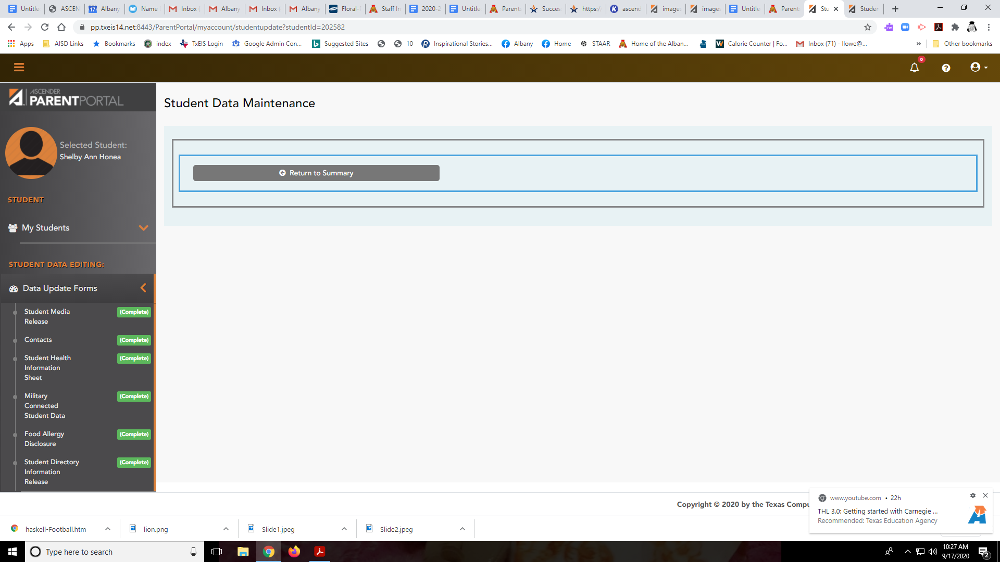 Untitle
ASCEN
Albany
Name
Inbox (
Albany
Inbox (
Albany
Floral-
Staff In
2020-2
Untitle
Parents
Succes
https:/
ascend
image
image
Untitle
Parent
Stu
Studen
pp.txeis14.net:8443/ParentPortal/myaccount/studentupdate?studentId=202582
Apps
AISD Links
Bookmarks
index
TxEIS Login
Google Admin Con...
Suggested Sites
10
Inspirational Stories...
Albany
Home
STAAR
Home of the Alban...
Calorie Counter | Fo...
Inbox (71) - llowe@...
»
Other bookmarks
0
ASCENDER
PARENTPORTAL
Student Data Maintenance
Selected Student:
Shelby Ann Honea
Return to Summary
STUDENT
My Students
STUDENT DATA EDITING:
Data Update Forms
Student Media (Complete)
Release
Contacts (Complete)
Student Health (Complete)
Information
Sheet
Military (Complete)
Connected
Student Data
Food Allergy (Complete)
Disclosure
Student Directory (Complete)
Information
Release
Copyright © 2020 by the Texas Compu
www.youtube.com • 22h
THL 3.0: Getting started with Carnegie ...
Recommended: Texas Education Agency
haskell-Football.htm
lion.png
Slide1.jpeg
Slide2.jpeg
Type here to search
10:27 AM
9/17/2020
2